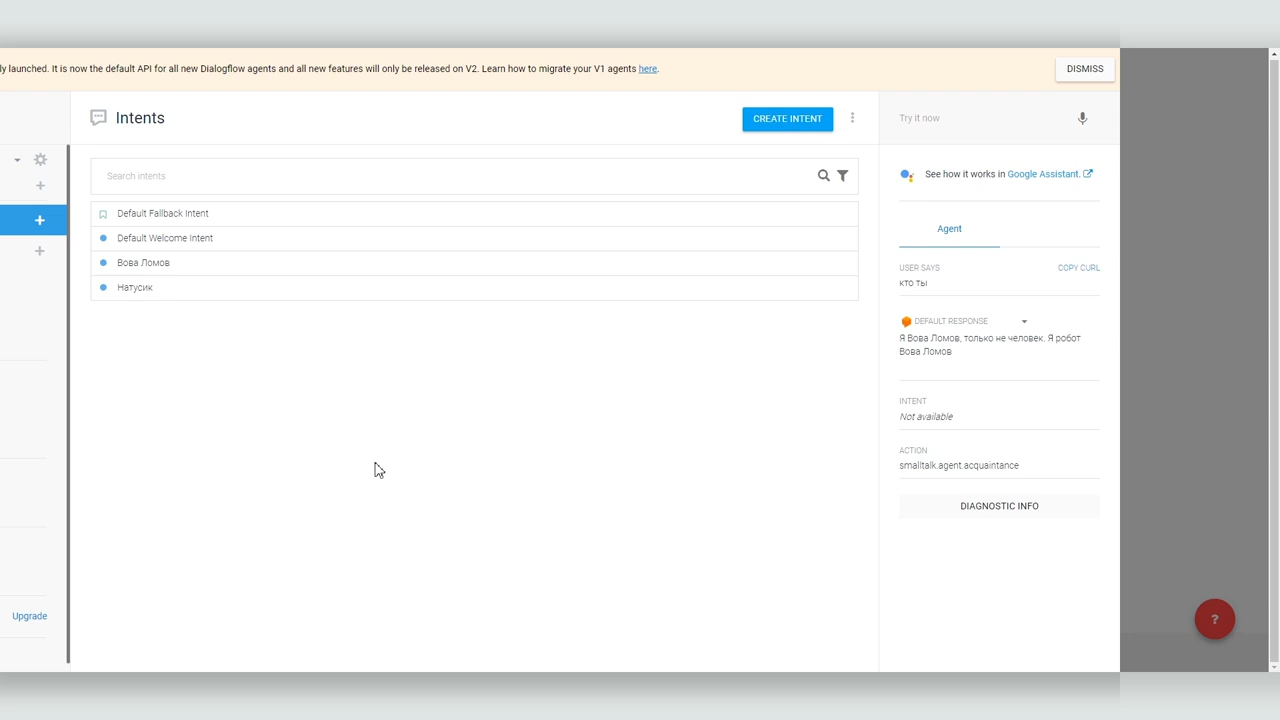 ly launched. It is now the default API for all new Dialogflow agents and all new features will only be released on V2. Learn how to migrate your V1 agents here.
DISMISS
Intents
CREATE INTENT
Try it now
Search intents
See how it works in Google Assistant.
Default Fallback Intent
Default Welcome Intent
Вова Ломов
Натусик
Agent
USER SAYS
COPY CURL
кто ты
DEFAULT RESPONSE
Я Вова Ломов, только не человек. Я робот
Вова Ломов
INTENT
Not available
ACTION
smalltalk.agent.acquaintance
DIAGNOSTIC INFO
Upgrade
?